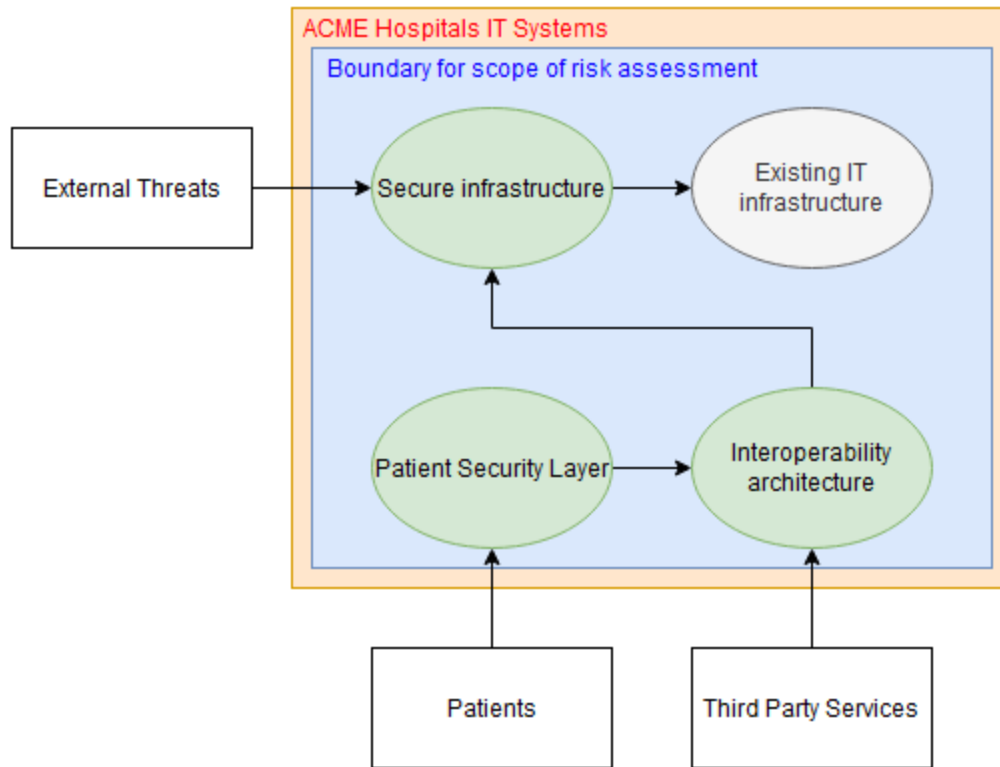 ACME Hospitals IT Systems
Boundary for scope of risk assessment
External Threats
Secure infrastructure
Existing IT
infrastructure
Patient Security Layer
Interoperability
architecture
Patients
Third Party Services